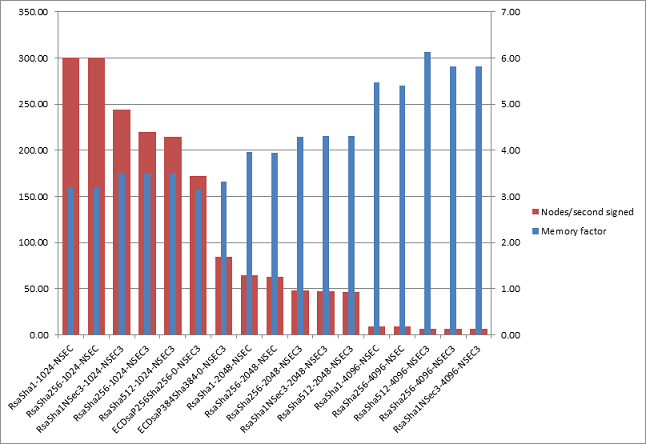 350.00
300.00
250.00
200.00
150.00
100.00
50.00
0.00
7.00
6.00
5.00
4.00
3.00
2.00
1.00
0.00
Nodes/second signed
Memory factor
RsaSha1-1024-NSEC
RsaSha256-1024-NSEC
RsaSha1NSec3-1024-NSEC3
RsaSha256-1024-NSEC3
RsaSha512-1024-NSEC3
ECDsaP256Sha256-0-NSEC3
ECDsaP384Sha384-0-NSEC3
RsaSha1-2048-NSEC
RsaSha256-2048-NSEC
RsaSha256-2048-NSEC3
RsaSha1NSec3-2048-NSEC3
RsaSha512-2048-NSEC3
RsaSha1-4096-NSEC
RsaSha256-4096-NSEC
RsaSha512-4096-NSEC3
RsaSha256-4096-NSEC3
RsaSha1NSec3-4096-NSEC3